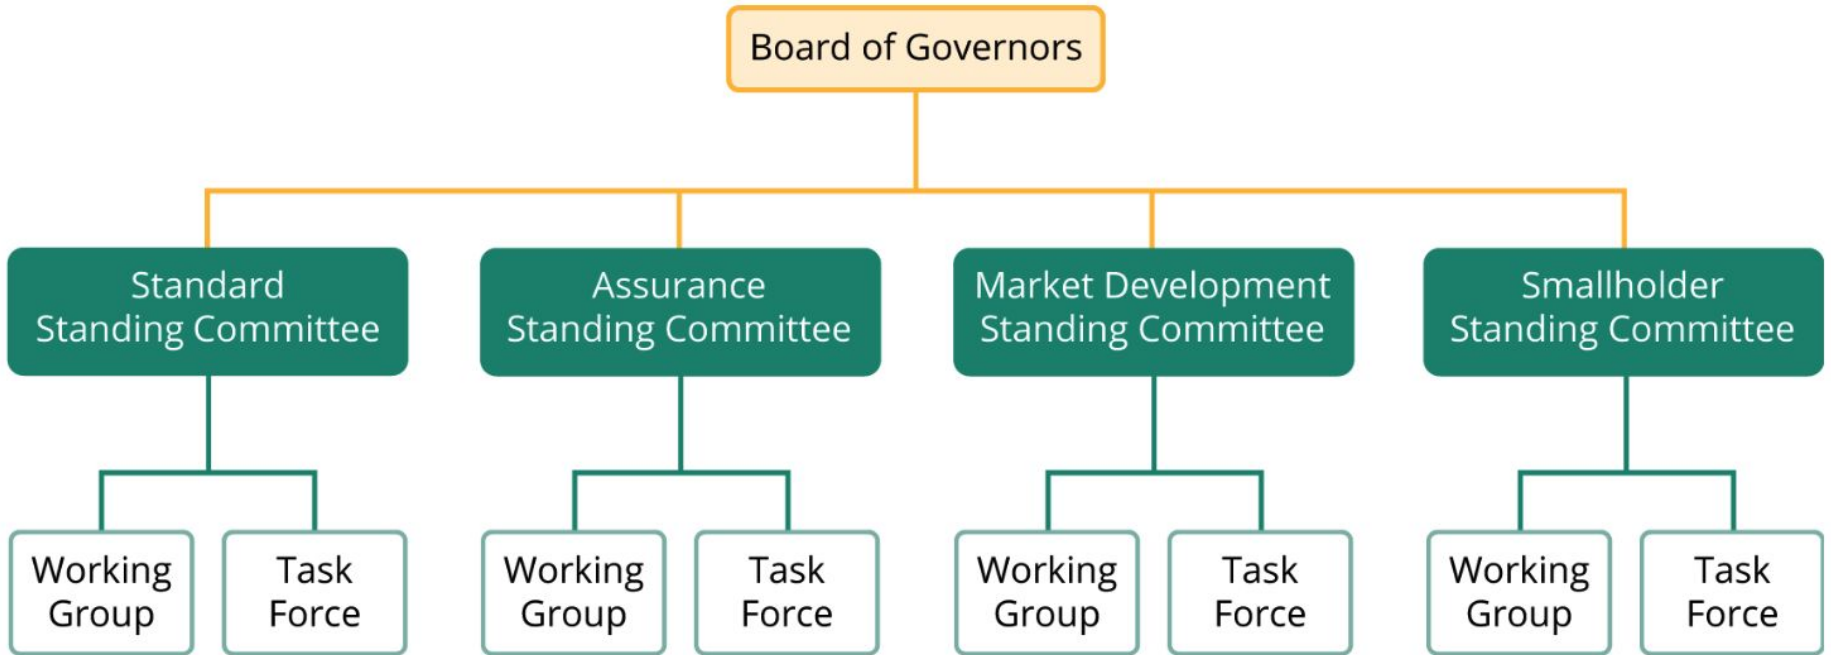 Board of Governors
Standard
Standing Committee
Assurance
Standing Committee
Market Development
Standing Committee
Smallholder
Standing Committee
Working
Group
Task
Force
Working
Group
Task
Force
Working
Group
Task
Force
Working
Group
Task
Force